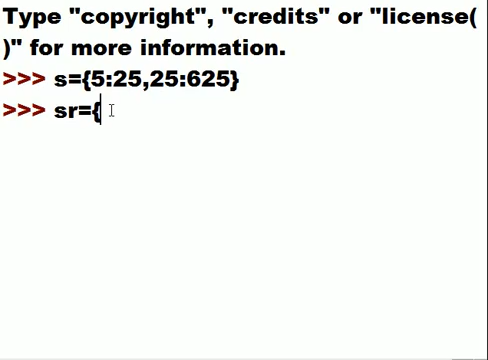 Type "copyright", "credits" or "license(
)" for more information.
>>> s={5:25,25:625}
>>> sr={